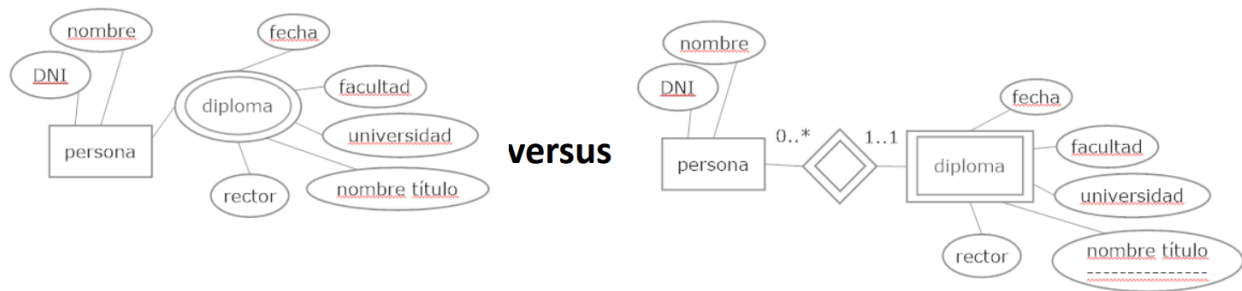 nombre
DNI
persona
diploma
fecha
facultad
universidad
nombre título
rector
versus
nombre
DNI
persona
0..*
1..1
diploma
fecha
facultad
universidad
nombre título
rector